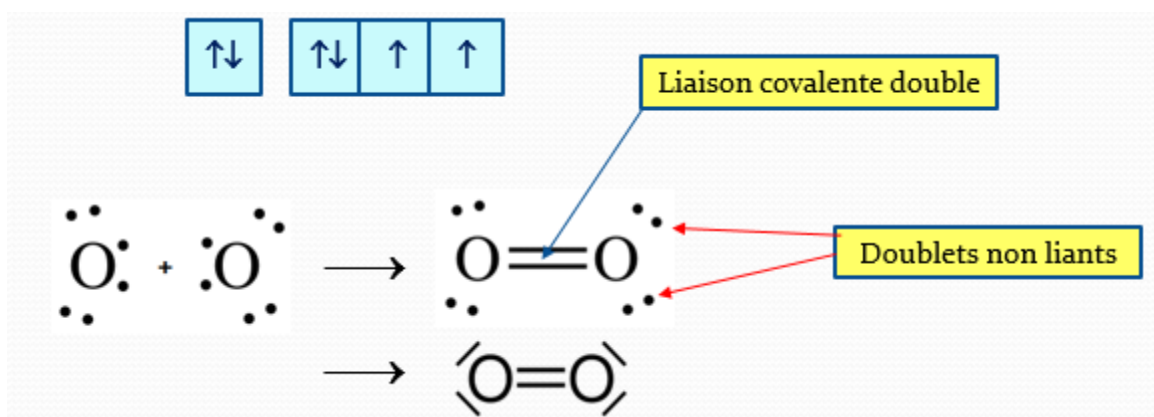 ↑↓ ↑↓ ↑ ↑
Liaison covalente double
O + O → O=O
Doublets non liants
→ O=O